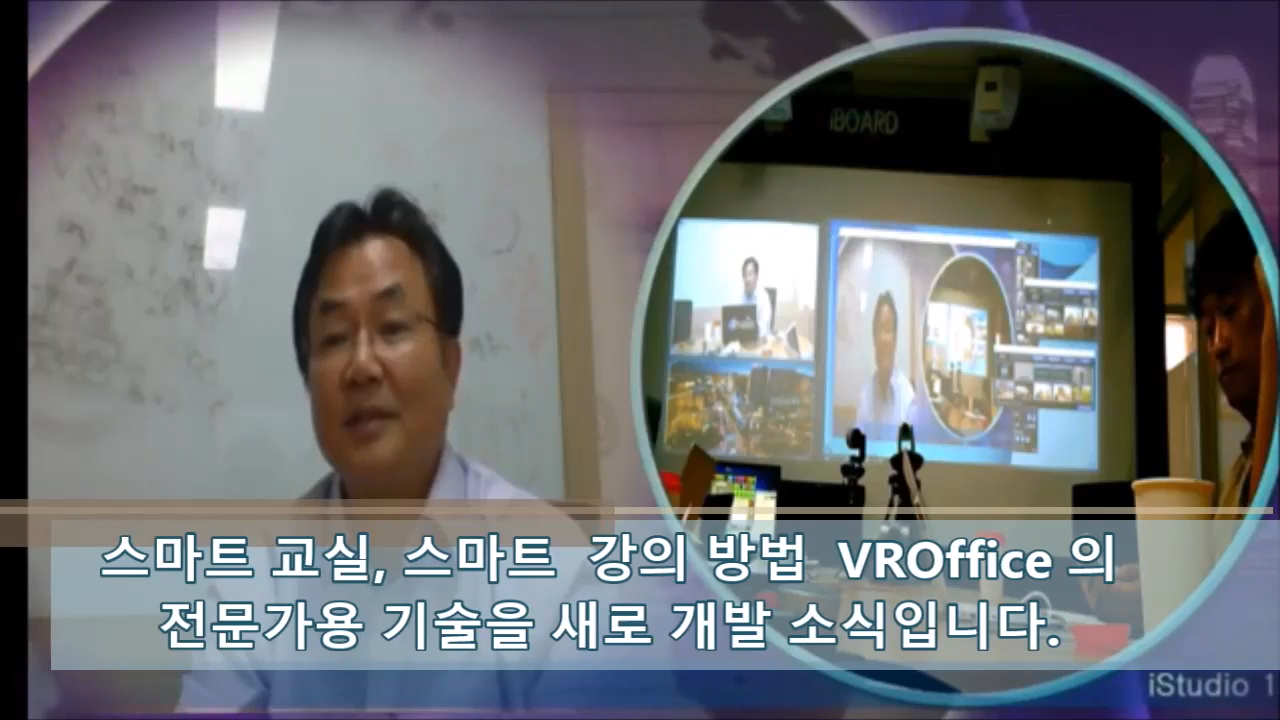 iBOARD
스마트 교실, 스마트 강의 방법 VROffice 의
전문가용 기술을 새로 개발 소식입니다.
iStudio 1